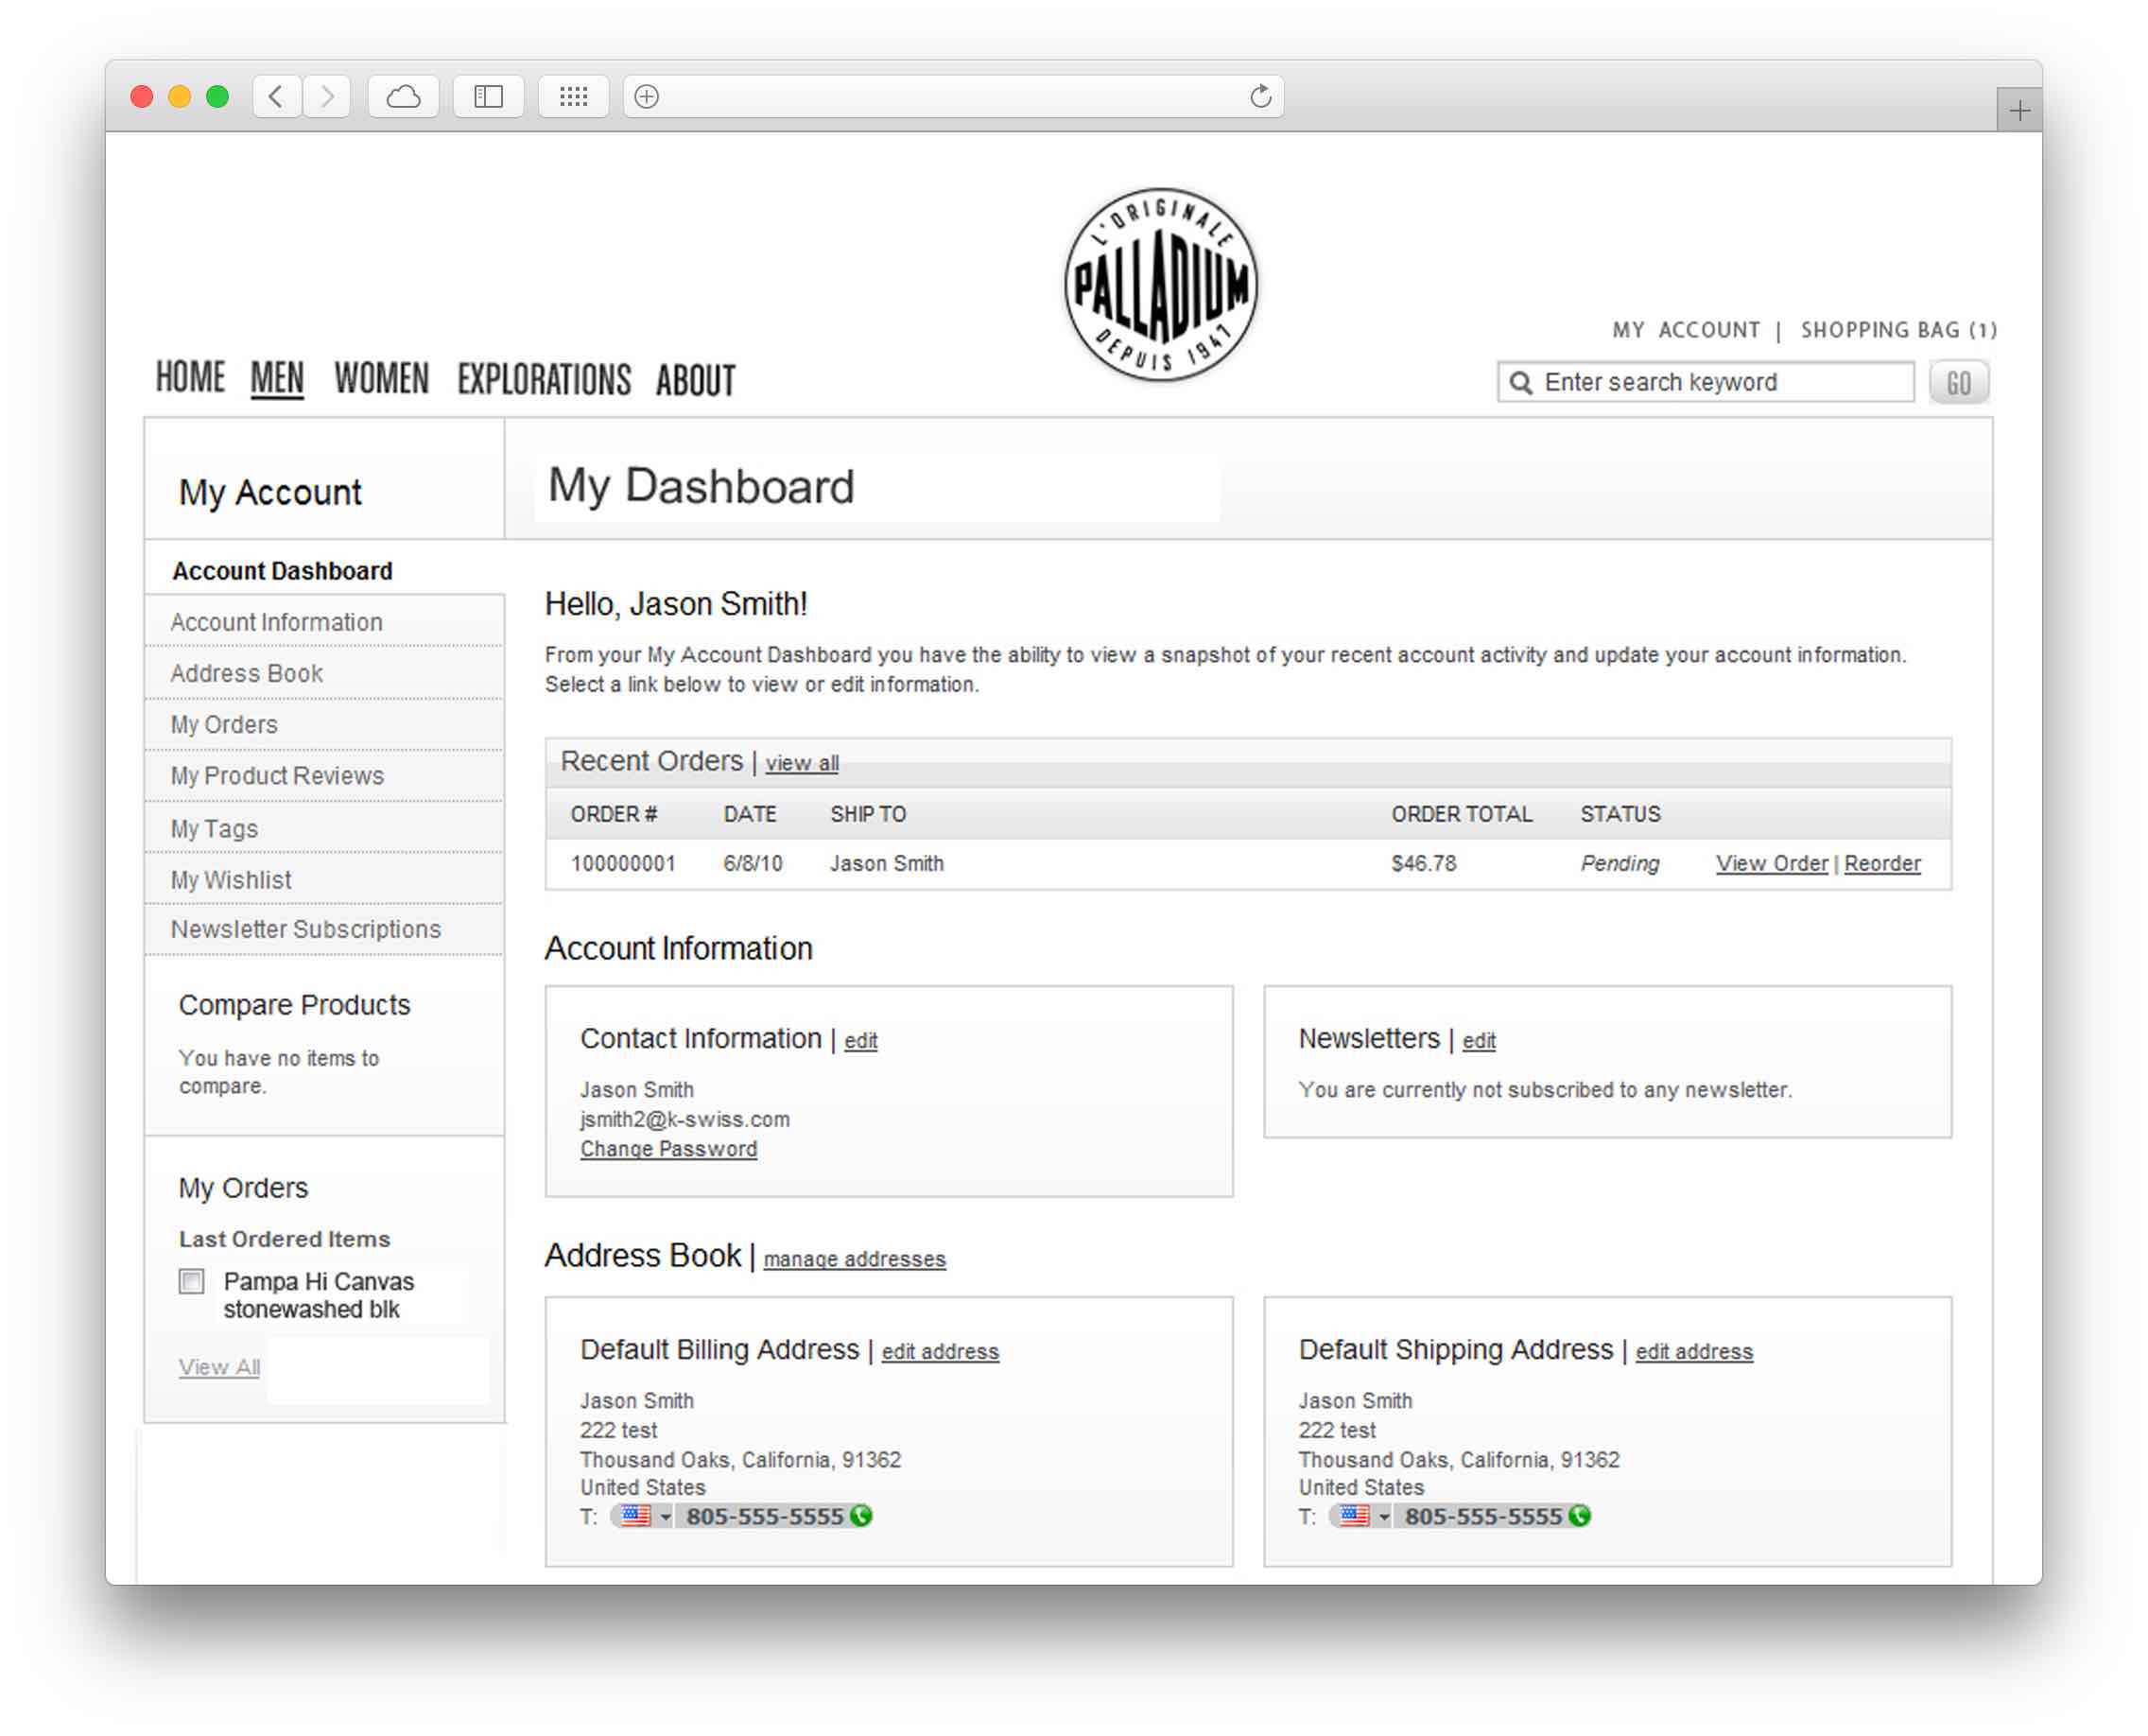 L'ORIGINALE
PALLADIUM
DEPUIS 1947
MY ACCOUNT | SHOPPING BAG (1)
HOME MEN WOMEN EXPLORATIONS ABOUT
Enter search keyword GO
My Account
My Dashboard
Account Dashboard
Account Information
Address Book
My Orders
My Product Reviews
My Tags
My Wishlist
Newsletter Subscriptions
Compare Products
You have no items to
compare.
My Orders
Last Ordered Items
Pampa Hi Canvas
stonewashed blk
View All
Hello, Jason Smith!
From your My Account Dashboard you have the ability to view a snapshot of your recent account activity and update your account information.
Select a link below to view or edit information.
Recent Orders | view all
ORDER # DATE SHIP TO ORDER TOTAL STATUS
100000001 6/8/10 Jason Smith $46.78 Pending View Order | Reorder
Account Information
Contact Information | edit
Jason Smith
jsmith2@k-swiss.com
Change Password
Newsletters | edit
You are currently not subscribed to any newsletter.
Address Book | manage addresses
Default Billing Address | edit address
Jason Smith
222 test
Thousand Oaks, California, 91362
United States
T: 805-555-5555
Default Shipping Address | edit address
Jason Smith
222 test
Thousand Oaks, California, 91362
United States
T: 805-555-5555